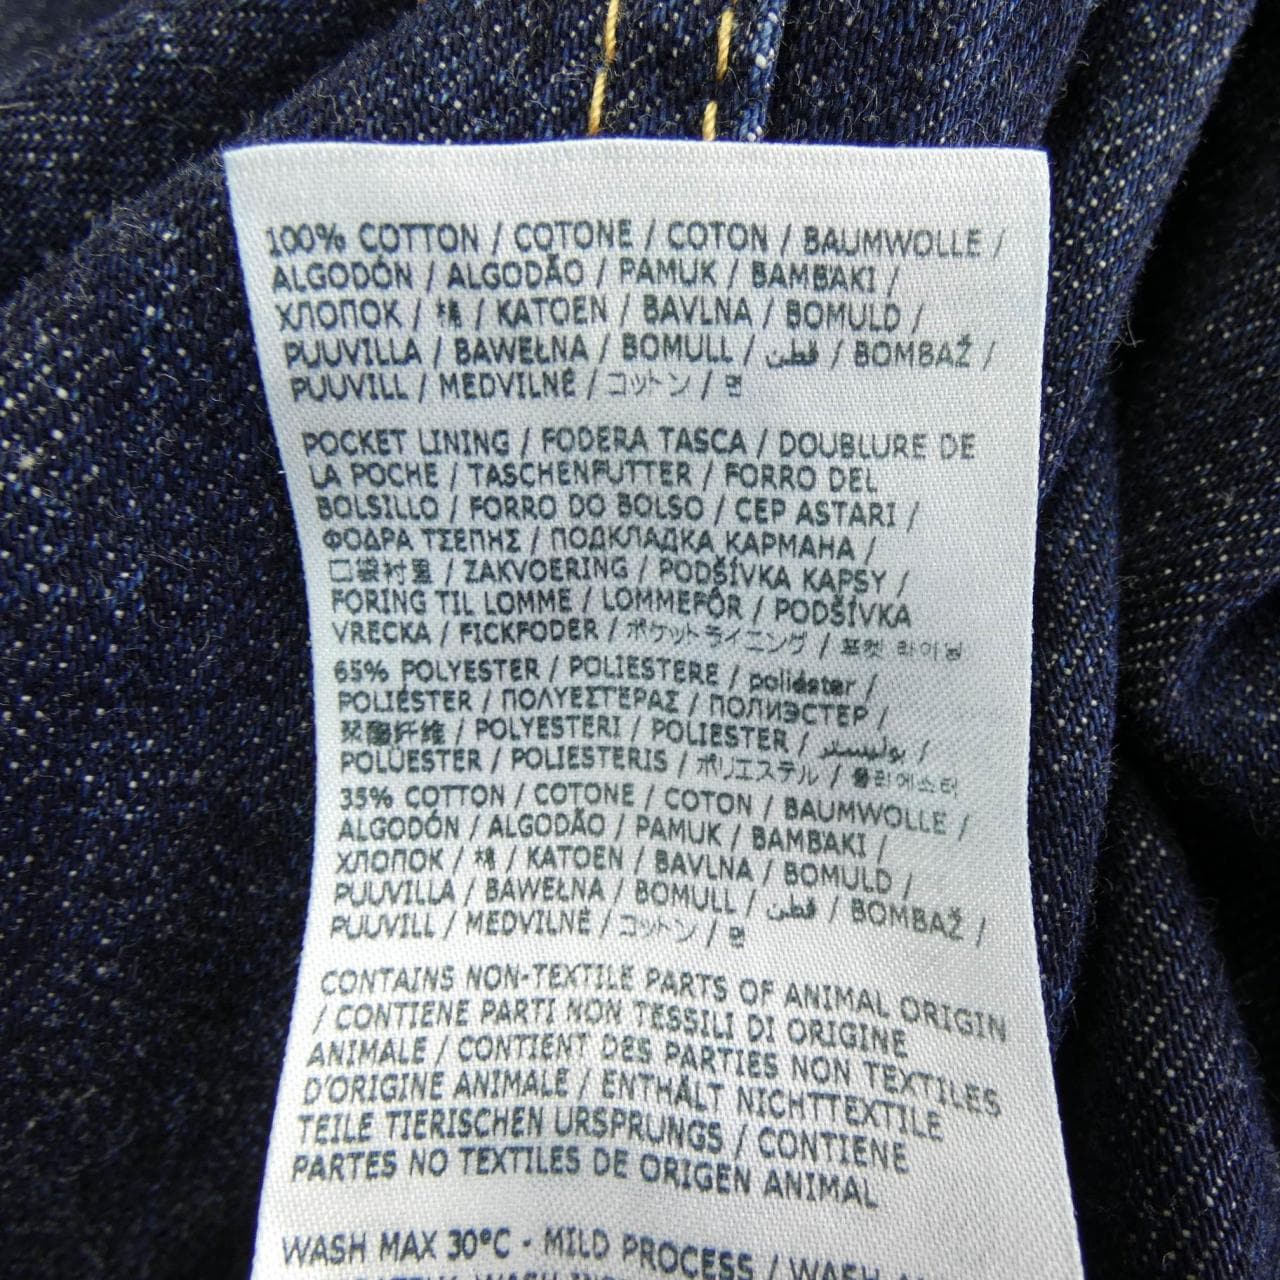 100% COTTON / COTONE / COTON / BAUMWOLLE /
ALGODÓN / ALGODÃO / PAMUK / BAMBAKI /
ХЛОПОК / 棉 / KATOEN / BAVLNA / BOMULD /
PUUVILLA / BAWEŁNA / BOMULL / قطن / BOMBAŽ /
PUUVILL / MEDVILNÉ / コットン / 면
POCKET LINING / FODERA TASCA / DOUBLURE DE
LA POCHE / TASCHENFUTTER / FORRO DEL
BOLSILLO / FORRO DO BOLSO / CEP ASTARI /
ΦΟΔΡΑ ΤΣΕΠΗΣ / ПОДКЛАДКА КАРМАНА /
口袋衬里 / ZAKVOERING / PODŠÍVKA KAPSY /
FORING TIL LOMME / LOMMEFÔR / PODŠÍVKA
VRECKA / FICKFODER / ポケットライニング / 포켓 라이닝
65% POLYESTER / POLIESTERE / poliéster /
POLIÉSTER / ΠΟΛΥΕΣΤΕΡΑΣ / ПОЛИЭСТЕР /
聚酯纤维 / POLYESTERI / POLIESTER / بوليستر /
POLÜESTER / POLIESTERIS / ポリエステル / 폴리에스터
35% COTTON / COTONE / COTON / BAUMWOLLE /
ALGODÓN / ALGODÃO / PAMUK / BAMBAKI /
ХЛОПОК / 棉 / KATOEN / BAVLNA / BOMULD /
PUUVILLA / BAWEŁNA / BOMULL / قطن / BOMBAŽ /
PUUVILL / MEDVILNÉ / コットン / 면
CONTAINS NON-TEXTILE PARTS OF ANIMAL ORIGIN
/ CONTIENE PARTI NON TESSILI DI ORIGINE
ANIMALE / CONTIENT DES PARTIES NON TEXTILES
D'ORIGINE ANIMALE / ENTHÄLT NICHTTEXTILE
TEILE TIERISCHEN URSPRUNGS / CONTIENE
PARTES NO TEXTILES DE ORIGEN ANIMAL
WASH MAX 30°C - MILD PROCESS / WASH